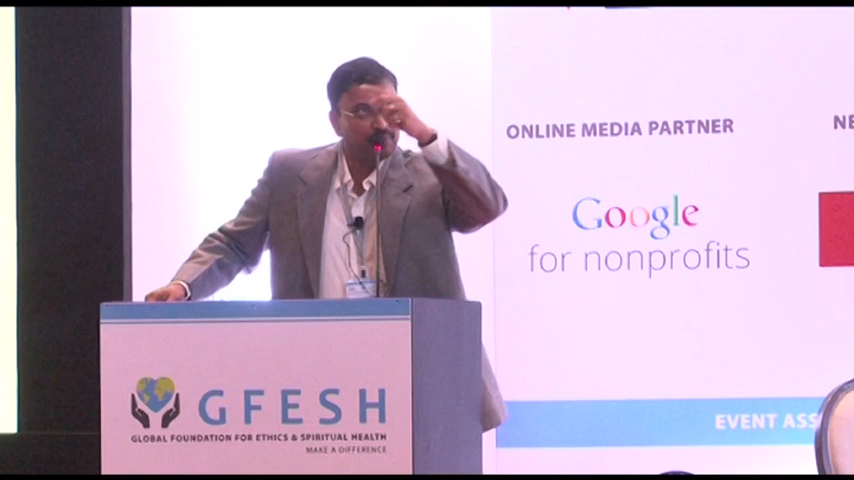 ONLINE MEDIA PARTNER
Google
for nonprofits
GFESH
GLOBAL FOUNDATION FOR ETHICS & SPIRITUAL HEALTH
MAKE A DIFFERENCE